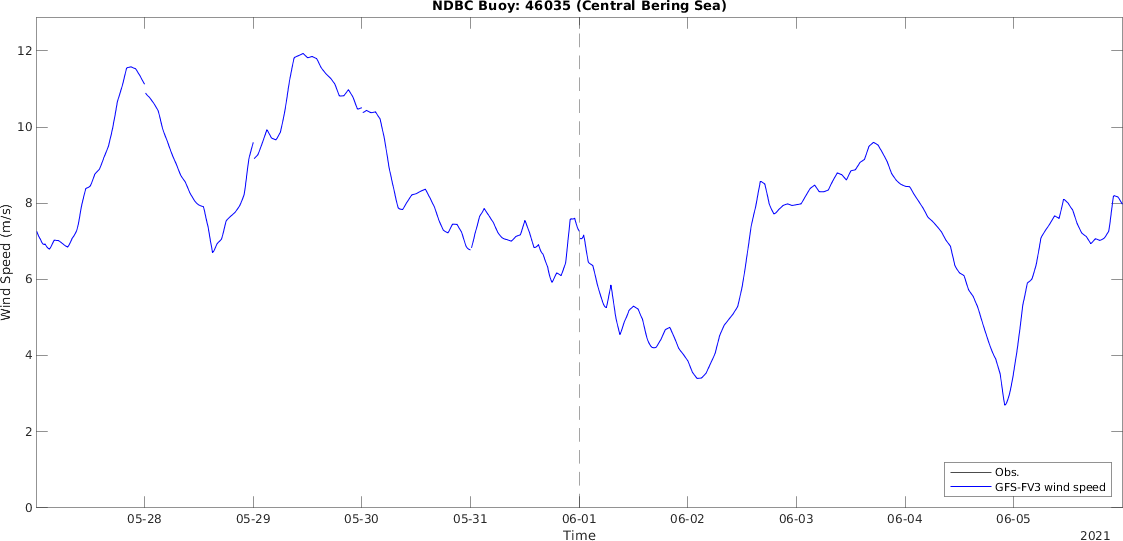 NDBC Buoy: 46035 (Central Bering Sea)
12
10
8
6
4
2
0
Wind Speed (m/s)
Obs.
GFS-FV3 wind speed
05-28 05-29 05-30 05-31 06-01 06-02 06-03 06-04 06-05
Time
2021